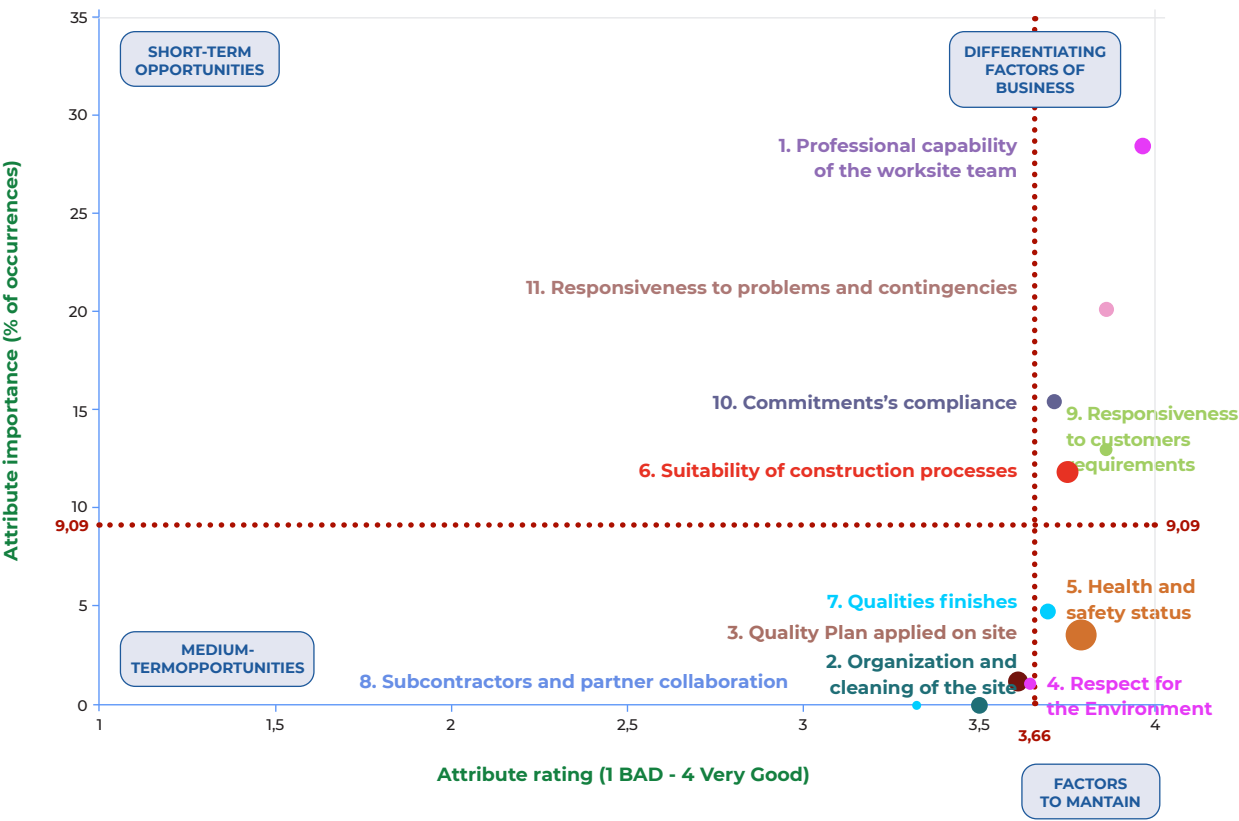 35
SHORT-TERM
OPPORTUNITIES
DIFFERENTIATING
FACTORS OF
BUSINESS
30
1. Professional capability
of the worksite team
25
11. Responsiveness to problems and contingencies
20
10. Commitments's compliance
15
9. Responsiveness
to customers
requirements
6. Suitability of construction processes
10
9,09
9,09
5. Health and
safety status
7. Qualities finishes
5
3. Quality Plan applied on site
MEDIUM-
TERMOPPORTUNITIES
2. Organization and
cleaning of the site
8. Subcontractors and partner collaboration
4. Respect for
the Environment
0
1
1,5
2
2,5
3
3,5
4
3,66
Attribute importance (% of occurrences)
Attribute rating (1 BAD - 4 Very Good)
FACTORS
TO MANTAIN